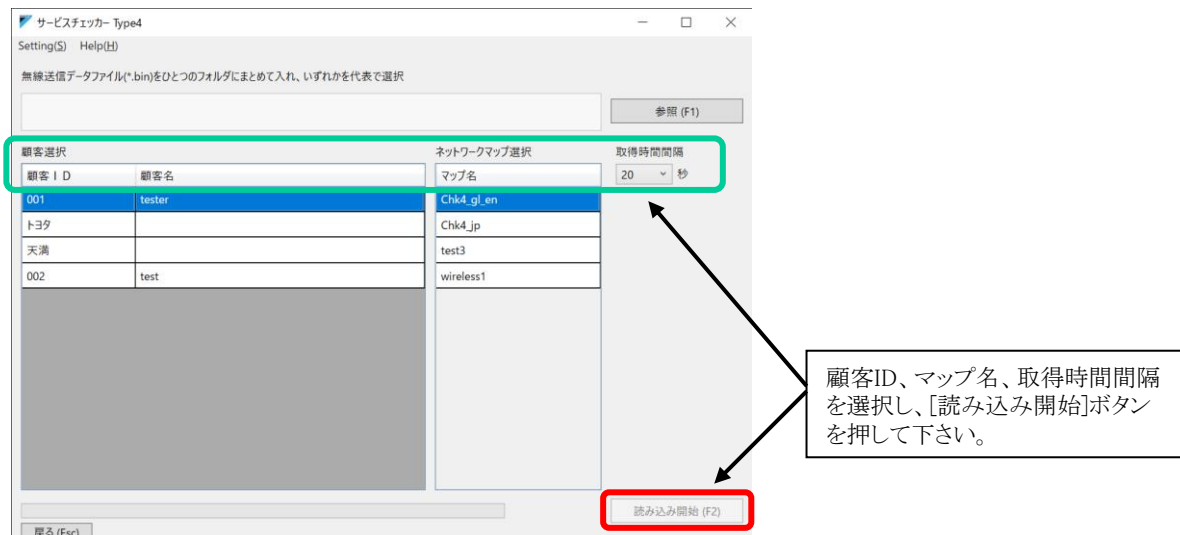 サービスチェッカー Type4
Setting(S) Help(H)
無線送信データファイル(*.bin)をひとつのフォルダにまとめて入れ、いずれかを代表で選択
参照 (F1)
顧客選択 ネットワークマップ選択 取得時間間隔
顧客ＩＤ 顧客名 マップ名 20 秒
001 tester Chk4_gl_en
トヨタ Chk4_jp
天満 test3
002 test wireless1
顧客ID、マップ名、取得時間間隔
を選択し、[読み込み開始]ボタン
を押して下さい。
読み込み開始 (F2)
戻る (Esc)